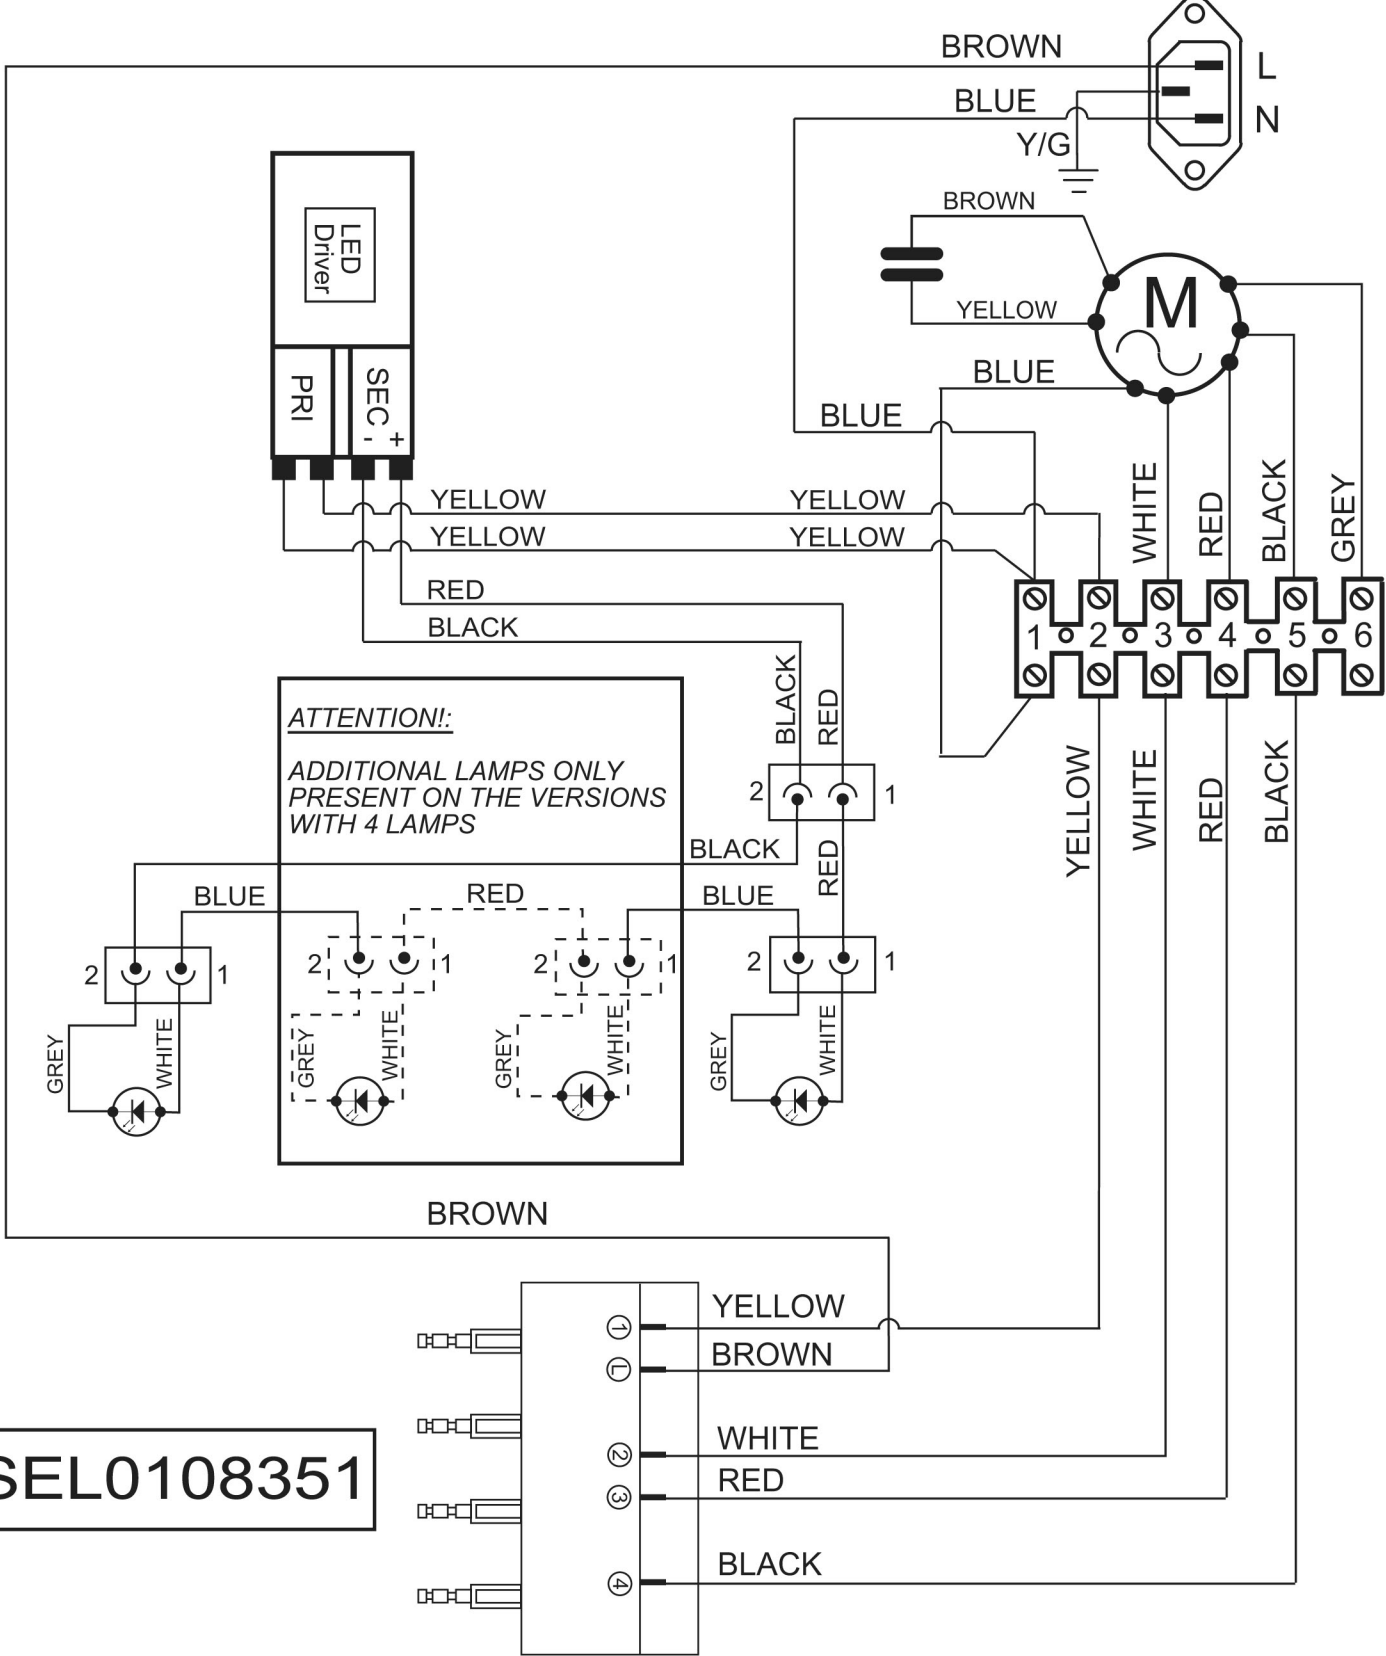 BROWN
L
BLUE
N
Y/G
BROWN
LED
Driver
M
YELLOW
BLUE
PRI
SEC
- +
BLUE
WHITE
RED
BLACK
GREY
YELLOW YELLOW
YELLOW YELLOW
RED
BLACK
1 2 3 4 5 6
BLACK
RED
ATTENTION!:
ADDITIONAL LAMPS ONLY
PRESENT ON THE VERSIONS
WITH 4 LAMPS
2 1
YELLOW
WHITE
RED
BLACK
BLACK
RED
BLUE
RED
BLUE
2 1
2 1
2 1
2 1
GREY
WHITE
GREY
WHITE
GREY
WHITE
GREY
WHITE
BROWN
1 YELLOW
L BROWN
2 WHITE
3 RED
4 BLACK
SEL0108351